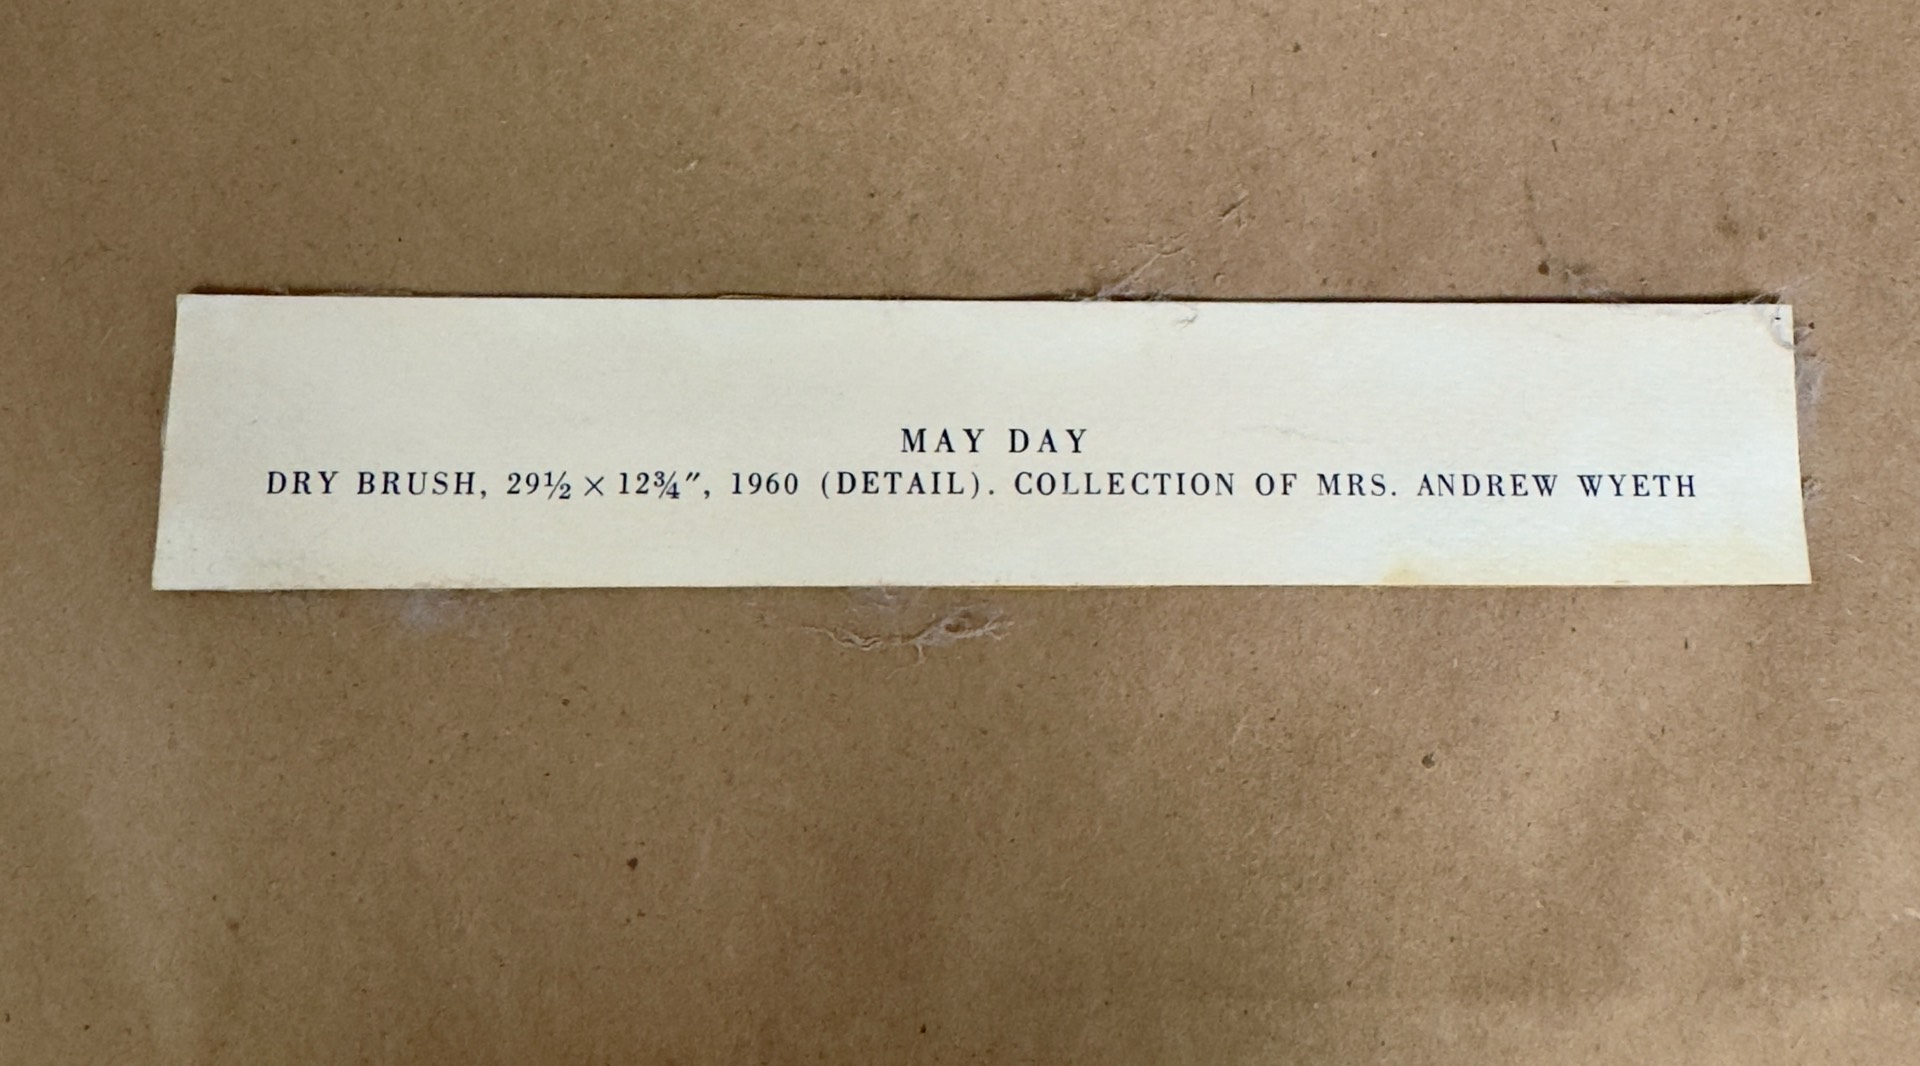 MAY DAY
DRY BRUSH, 29½ × 12¾″, 1960 (DETAIL). COLLECTION OF MRS. ANDREW WYETH